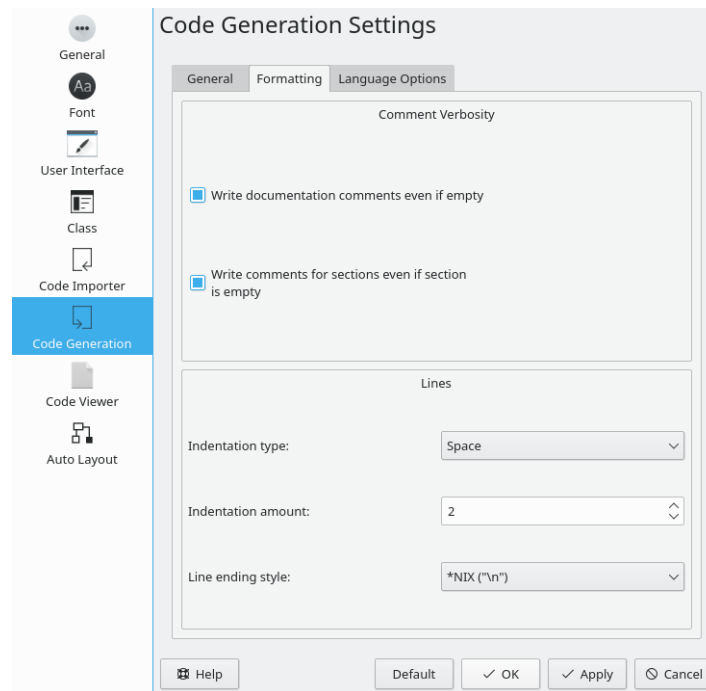 Code Generation Settings
General
Font
User Interface
Class
Code Importer
Code Generation
Code Viewer
Auto Layout
General Formatting Language Options
Comment Verbosity
Write documentation comments even if empty
Write comments for sections even if section
is empty
Lines
Indentation type: Space
Indentation amount: 2
Line ending style: *NIX ("\n")
Help Default OK Apply Cancel